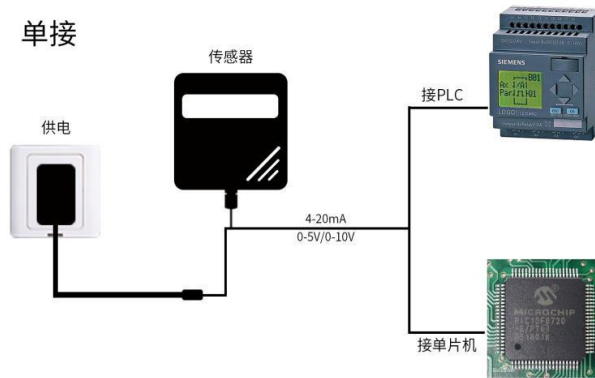 单接
传感器
供电
接PLC
SIEMENS
4-20mA
0-5V/0-10V
接单片机
MICROCHIP